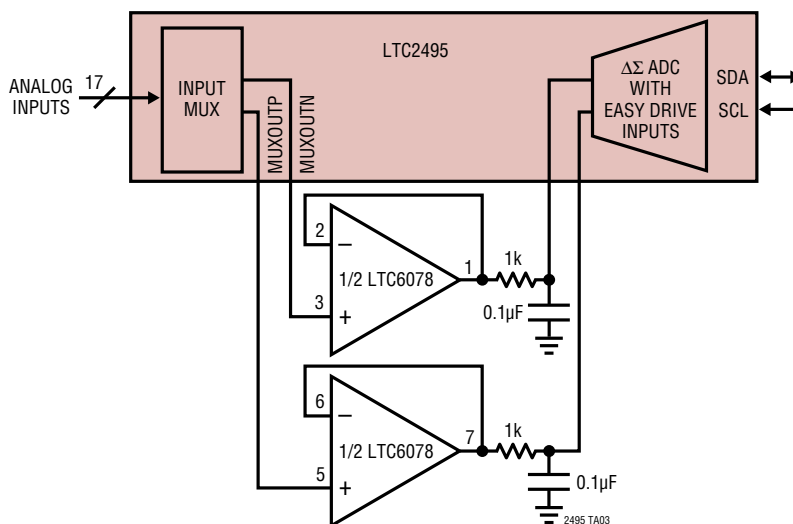 LTC2495
ANALOG
INPUTS
17
INPUT
MUX
MUXOUTP
MUXOUTN
ΔΣ ADC
WITH
EASY DRIVE
INPUTS
SDA
SCL
2
–
1/2 LTC6078
3
+
1
1k
0.1µF
6
–
1/2 LTC6078
5
+
7
1k
0.1µF
2495 TA03